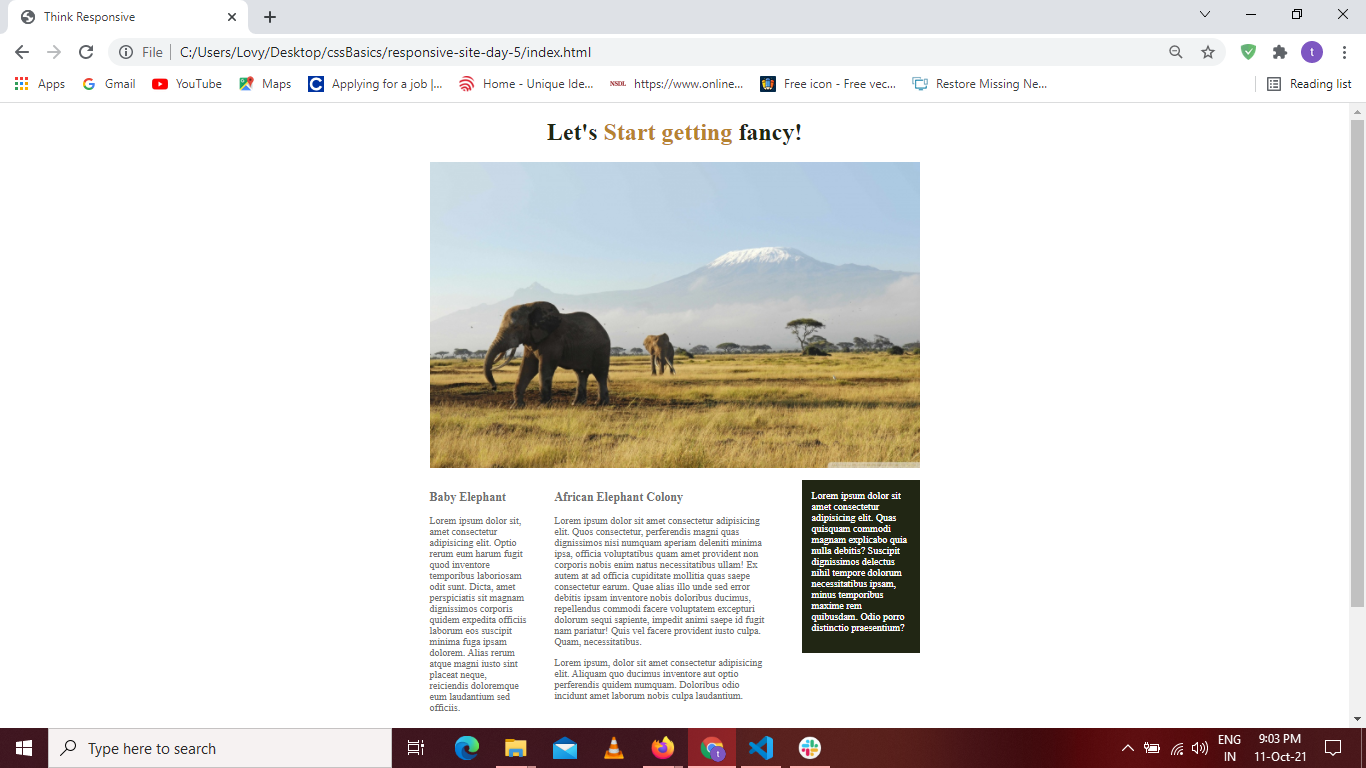 Think Responsive
File
C:/Users/Lovy/Desktop/cssBasics/responsive-site-day-5/index.html
t
Apps
Gmail
YouTube
Maps
Applying for a job |...
Home - Unique Ide...
NSDL
https://www.online...
Free icon - Free vec...
Restore Missing Ne...
Reading list
Let's Start getting fancy!
Baby Elephant
Lorem ipsum dolor sit,
amet consectetur
adipisicing elit. Optio
rerum eum harum fugit
quod inventore
temporibus laboriosam
odit sunt. Dicta, amet
perspiciatis sit magnam
dignissimos corporis
quidem expedita officiis
laborum eos suscipit
minima fuga ipsam
dolorem. Alias rerum
atque magni iusto sint
placeat neque,
reiciendis doloremque
eum laudantium sed
officiis.
African Elephant Colony
Lorem ipsum dolor sit amet consectetur adipisicing
elit. Quos consectetur, perferendis magni quas
dignissimos nisi numquam aperiam deleniti minima
ipsa, officia voluptatibus quam amet provident non
corporis nobis enim natus necessitatibus ullam! Ex
autem at ad officia cupiditate mollitia quas saepe
consectetur earum. Quae alias illo unde sed error
debitis ipsam inventore nobis doloribus ducimus,
repellendus commodi facere voluptatem excepturi
dolorum sequi sapiente, impedit animi saepe id fugit
nam pariatur! Quis vel facere provident iusto culpa.
Quam, necessitatibus.
Lorem ipsum, dolor sit amet consectetur adipisicing
elit. Aliquam quo ducimus inventore aut optio
perferendis quidem numquam. Doloribus odio
incidunt amet laborum nobis culpa laudantium.
Lorem ipsum dolor sit
amet consectetur
adipisicing elit. Quas
quisquam commodi
magnam explicabo quia
nulla debitis? Suscipit
dignissimos delectus
nihil tempore dolorum
necessitatibus ipsam,
minus temporibus
maxime rem
quibusdam. Odio porro
distinctio praesentium?
Type here to search
t
ENG
IN
9:03 PM
11-Oct-21